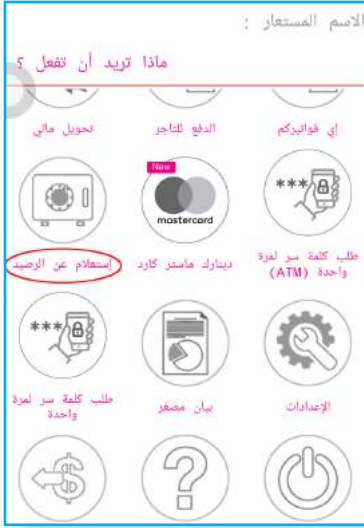 الاسم المستعار :
ماذا تريد أن تفعل ؟
إي فواتيركم
الدفع للتاجر
تحويل مالي
New
***
mastercard
طلب كلمة سر لمرة
واحدة (ATM)
دينارك ماستر كارد
إستعلام عن الرصيد
***
الإعدادات
بيان مصغر
طلب كلمة سر لمرة
واحدة